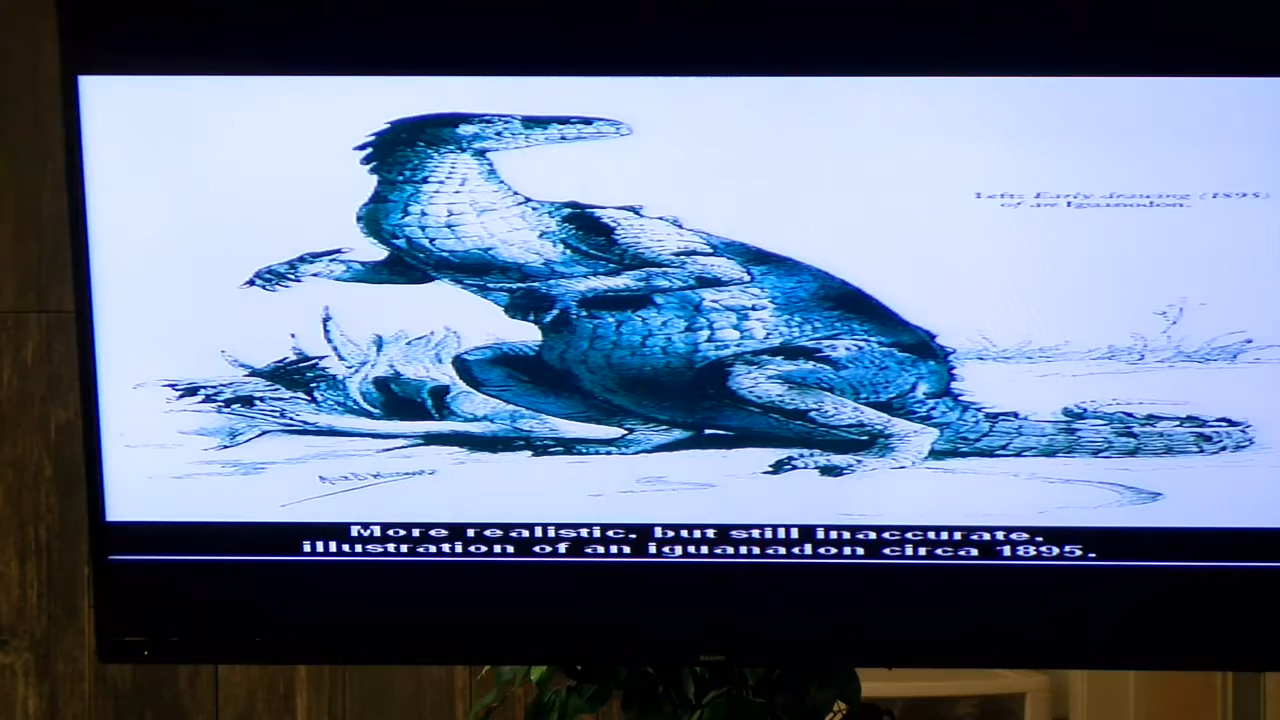 Left: Early drawing (1895)
of an Iguanodon.
More realistic, but still inaccurate,
illustration of an iguanadon circa 1895.